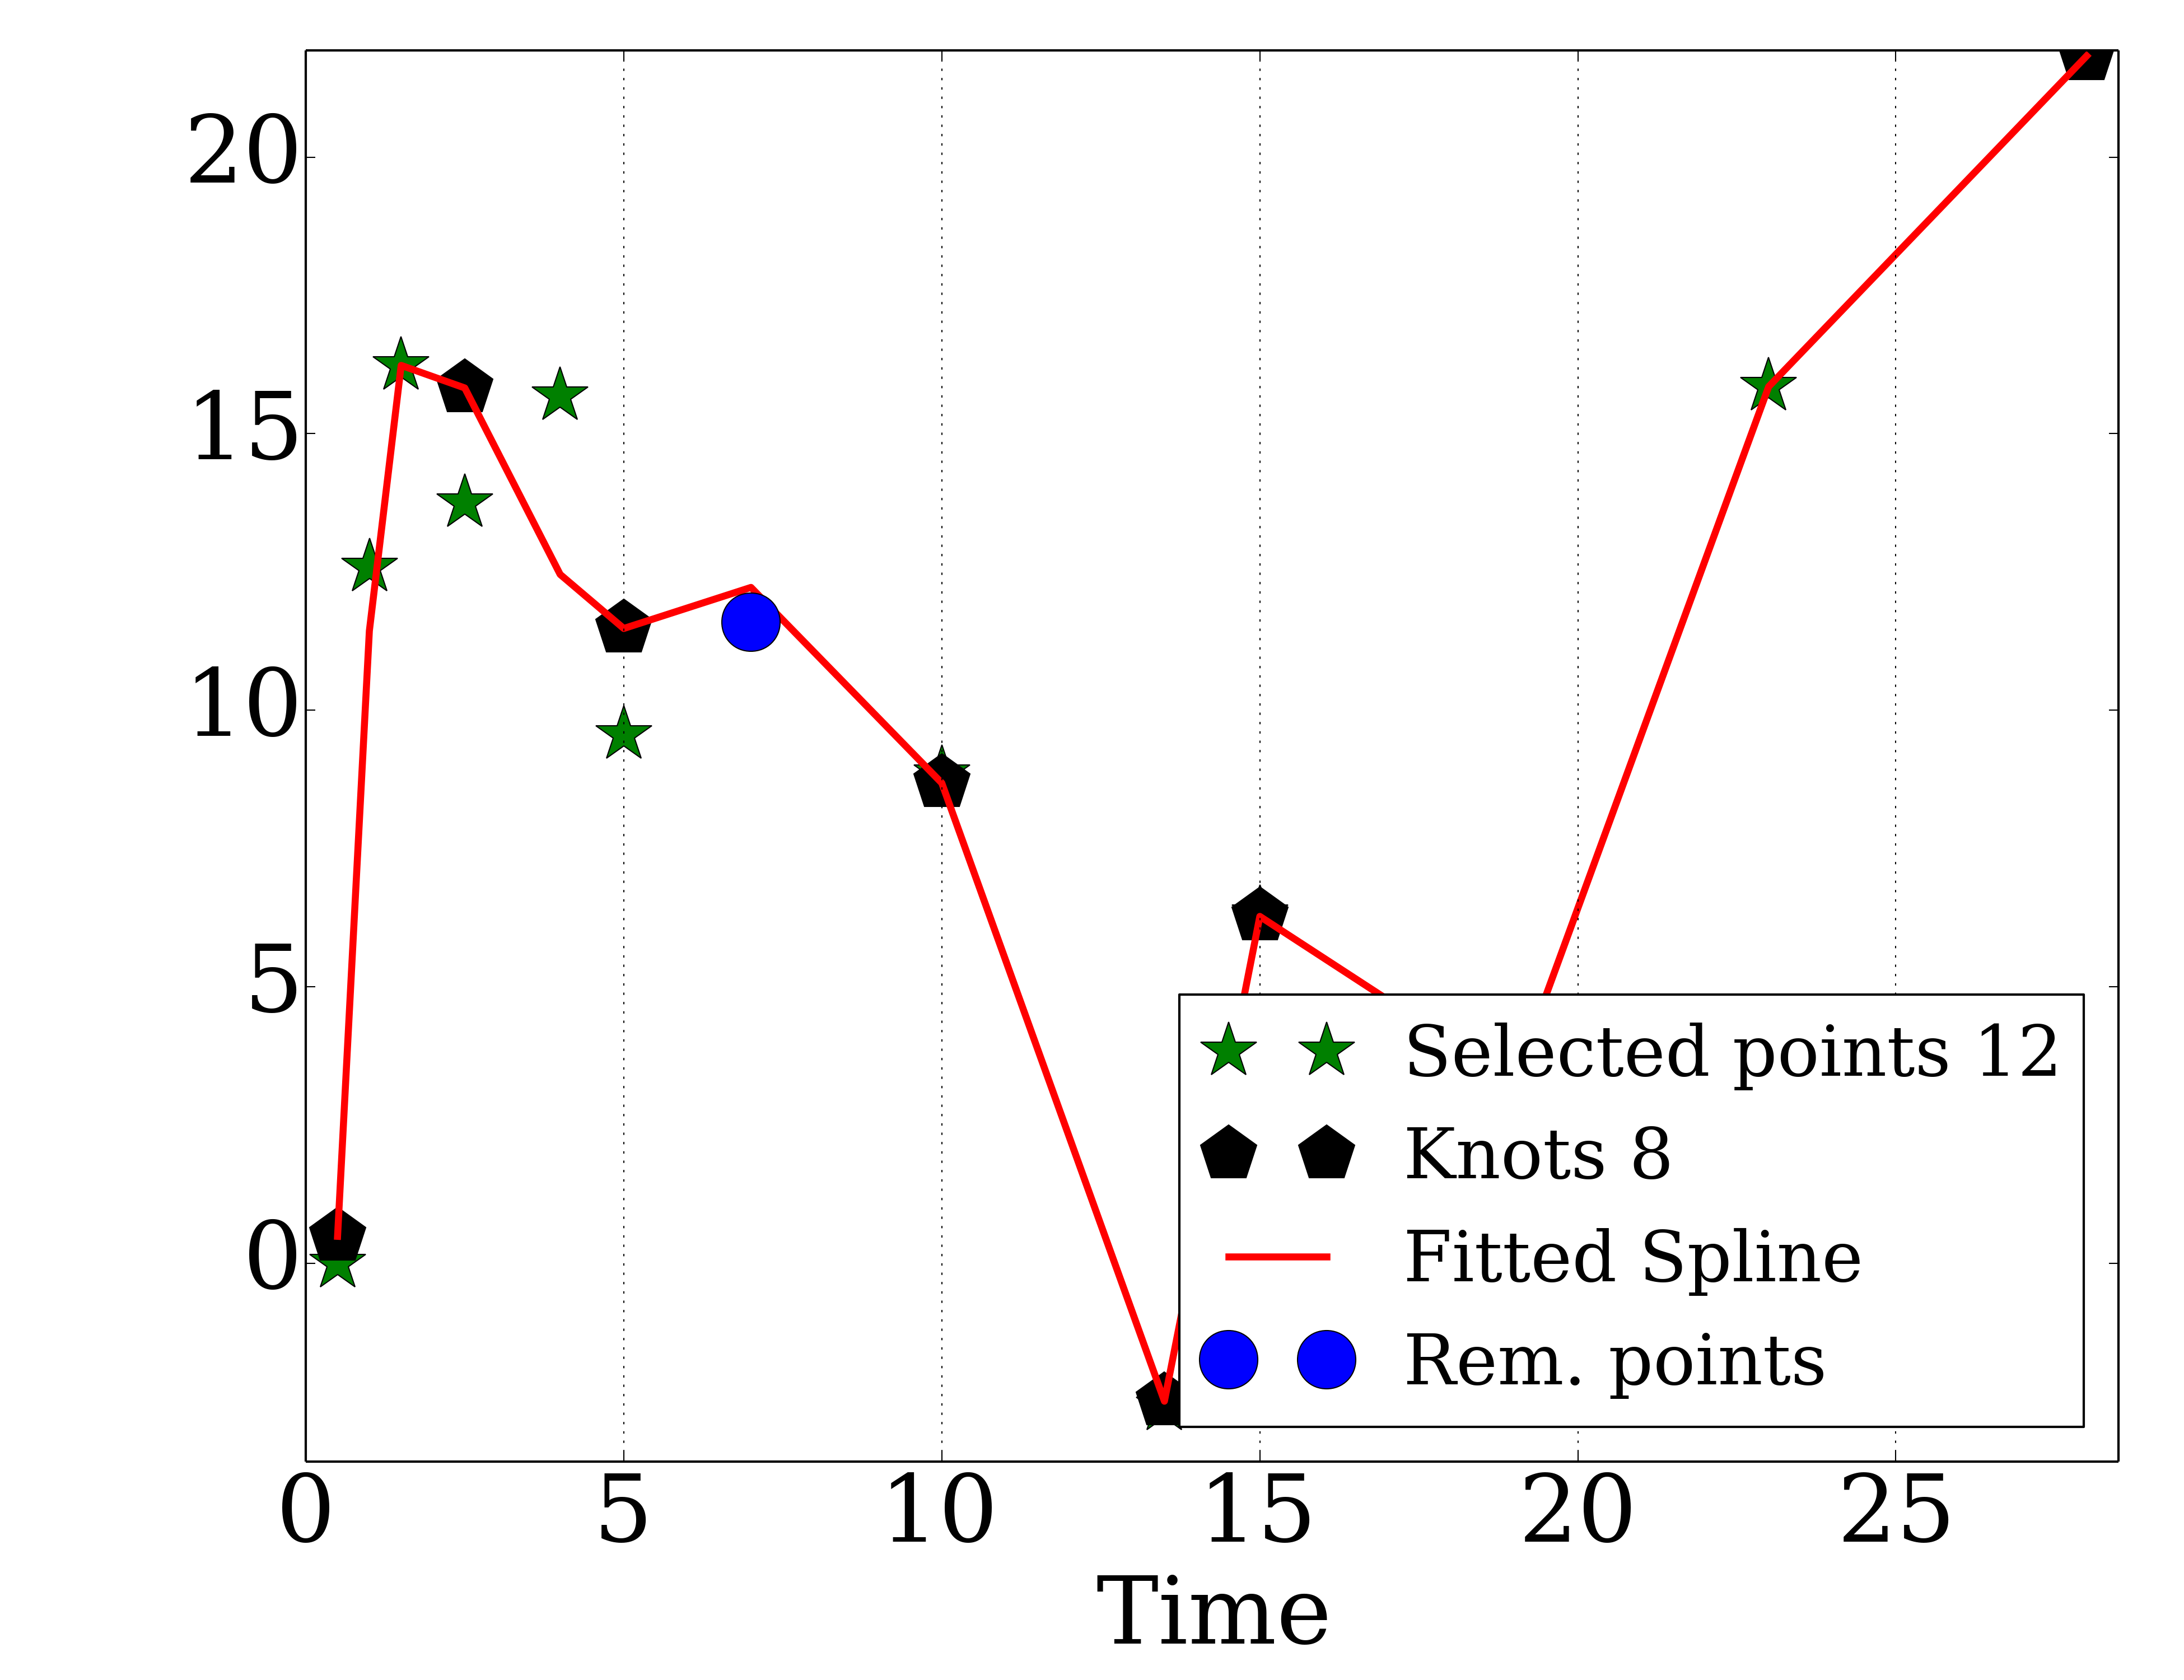 20
15
10
5
0
Selected points 12
Knots 8
Fitted Spline
Rem. points
0 5 10 15 20 25
Time